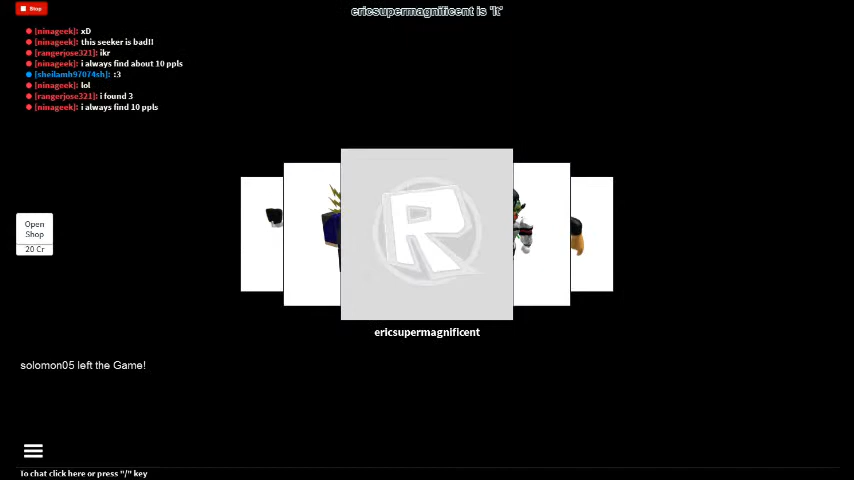 Stop
ericsupermagnificent is 'It'
[ninageek]: xD
[ninageek]: this seeker is bad!!
[rangerjose321]: ikr
[ninageek]: i always find about 10 ppls
[sheilamh97074sh]: :3
[ninageek]: lol
[rangerjose321]: i found 3
[ninageek]: i always find 10 ppls
Open
Shop
20 Cr
R
ericsupermagnificent
solomon05 left the Game!
To chat click here or press "/" key